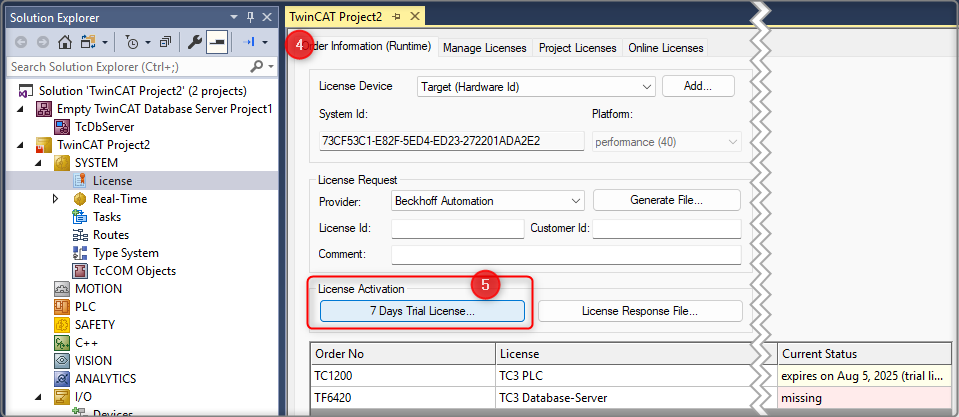 Solution Explorer
Search Solution Explorer (Ctrl+;)
Solution 'TwinCAT Project2' (2 projects)
Empty TwinCAT Database Server Project1
TcDbServer
TwinCAT Project2
SYSTEM
License
Real-Time
Tasks
Routes
Type System
TcCOM Objects
MOTION
PLC
SAFETY
C++
VISION
ANALYTICS
I/O
Devices
TwinCAT Project2
4
Order Information (Runtime) Manage Licenses Project Licenses Online Licenses
License Device Target (Hardware Id) Add...
System Id: Platform:
73CF53C1-E82F-5ED4-ED23-272201ADA2E2 performance (40)
License Request
Provider: Beckhoff Automation Generate File...
License Id: Customer Id:
Comment:
5
License Activation
7 Days Trial License... License Response File...
Order No License Current Status
TC1200 TC3 PLC expires on Aug 5, 2025 (trial li...
TF6420 TC3 Database-Server missing